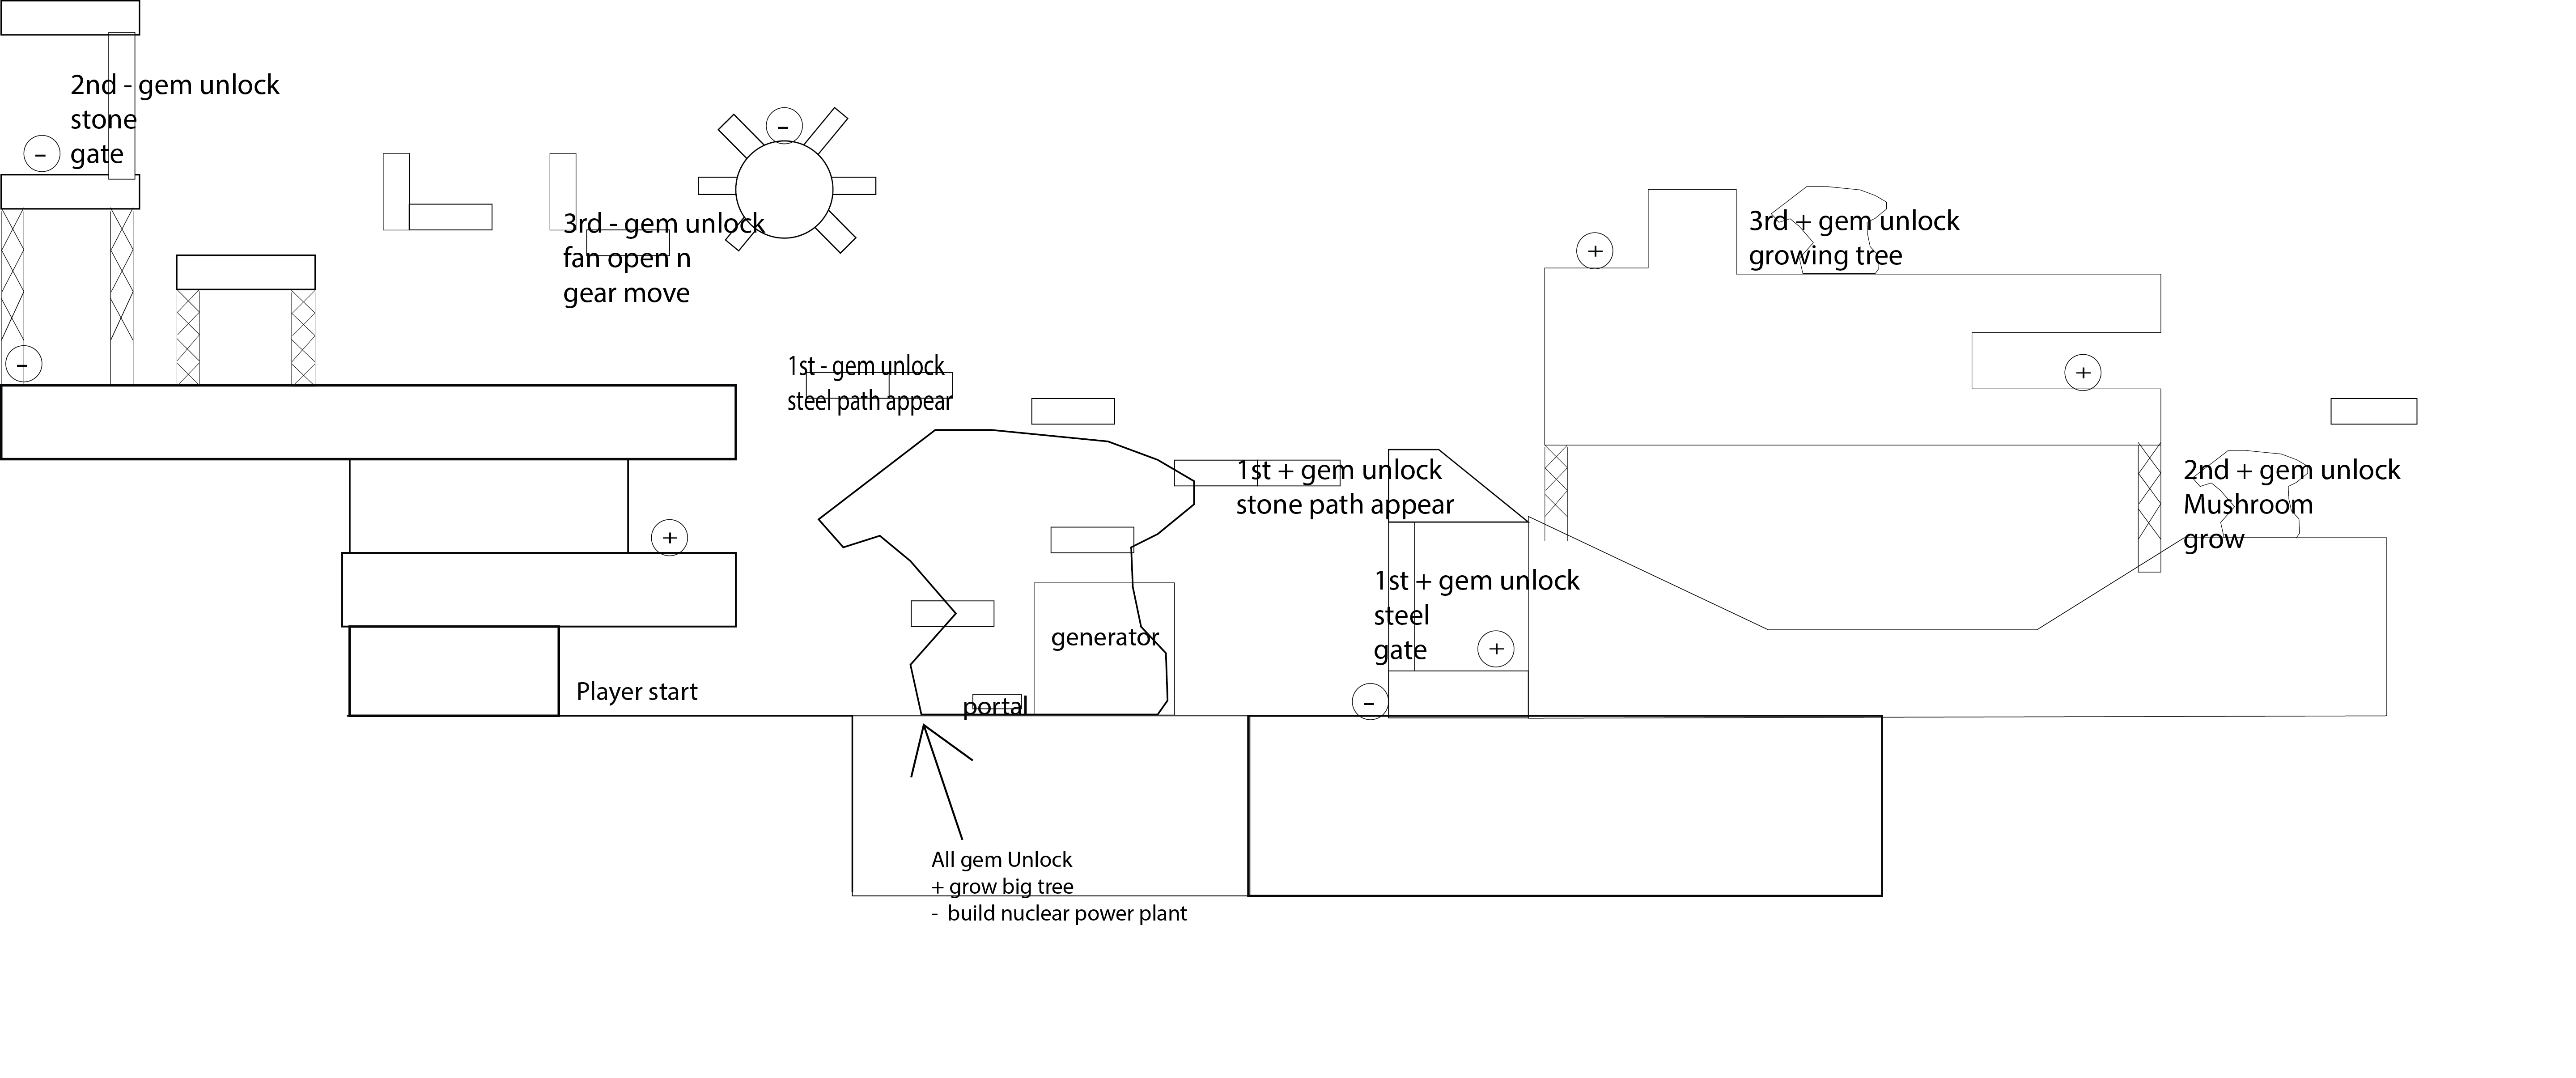 2nd - gem unlock
stone
gate
-
-
-
3rd - gem unlock
fan open n
gear move
1st - gem unlock
steel path appear
+
3rd + gem unlock
growing tree
+
+
1st + gem unlock
stone path appear
2nd + gem unlock
Mushroom
grow
+
1st + gem unlock
steel
gate
+
-
generator
Player start
portal
All gem Unlock
+ grow big tree
- build nuclear power plant